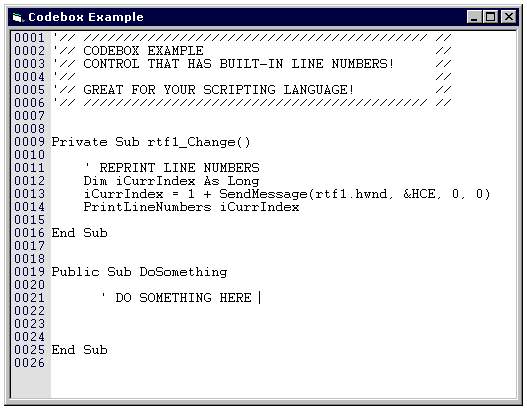 Codebox Example
0001 '// /////////////////////////////////////////// //
0002 '// CODEBOX EXAMPLE                             //
0003 '// CONTROL THAT HAS BUILT-IN LINE NUMBERS!     //
0004 '//                                             //
0005 '// GREAT FOR YOUR SCRIPTING LANGUAGE!          //
0006 '// /////////////////////////////////////////// //
0007
0008
0009 Private Sub rtf1_Change()
0010
0011     ' REPRINT LINE NUMBERS
0012     Dim iCurrIndex As Long
0013     iCurrIndex = 1 + SendMessage(rtf1.hwnd, &HCE, 0, 0)
0014     PrintLineNumbers iCurrIndex
0015
0016 End Sub
0017
0018
0019 Public Sub DoSomething
0020
0021       ' DO SOMETHING HERE
0022
0023
0024
0025 End Sub
0026